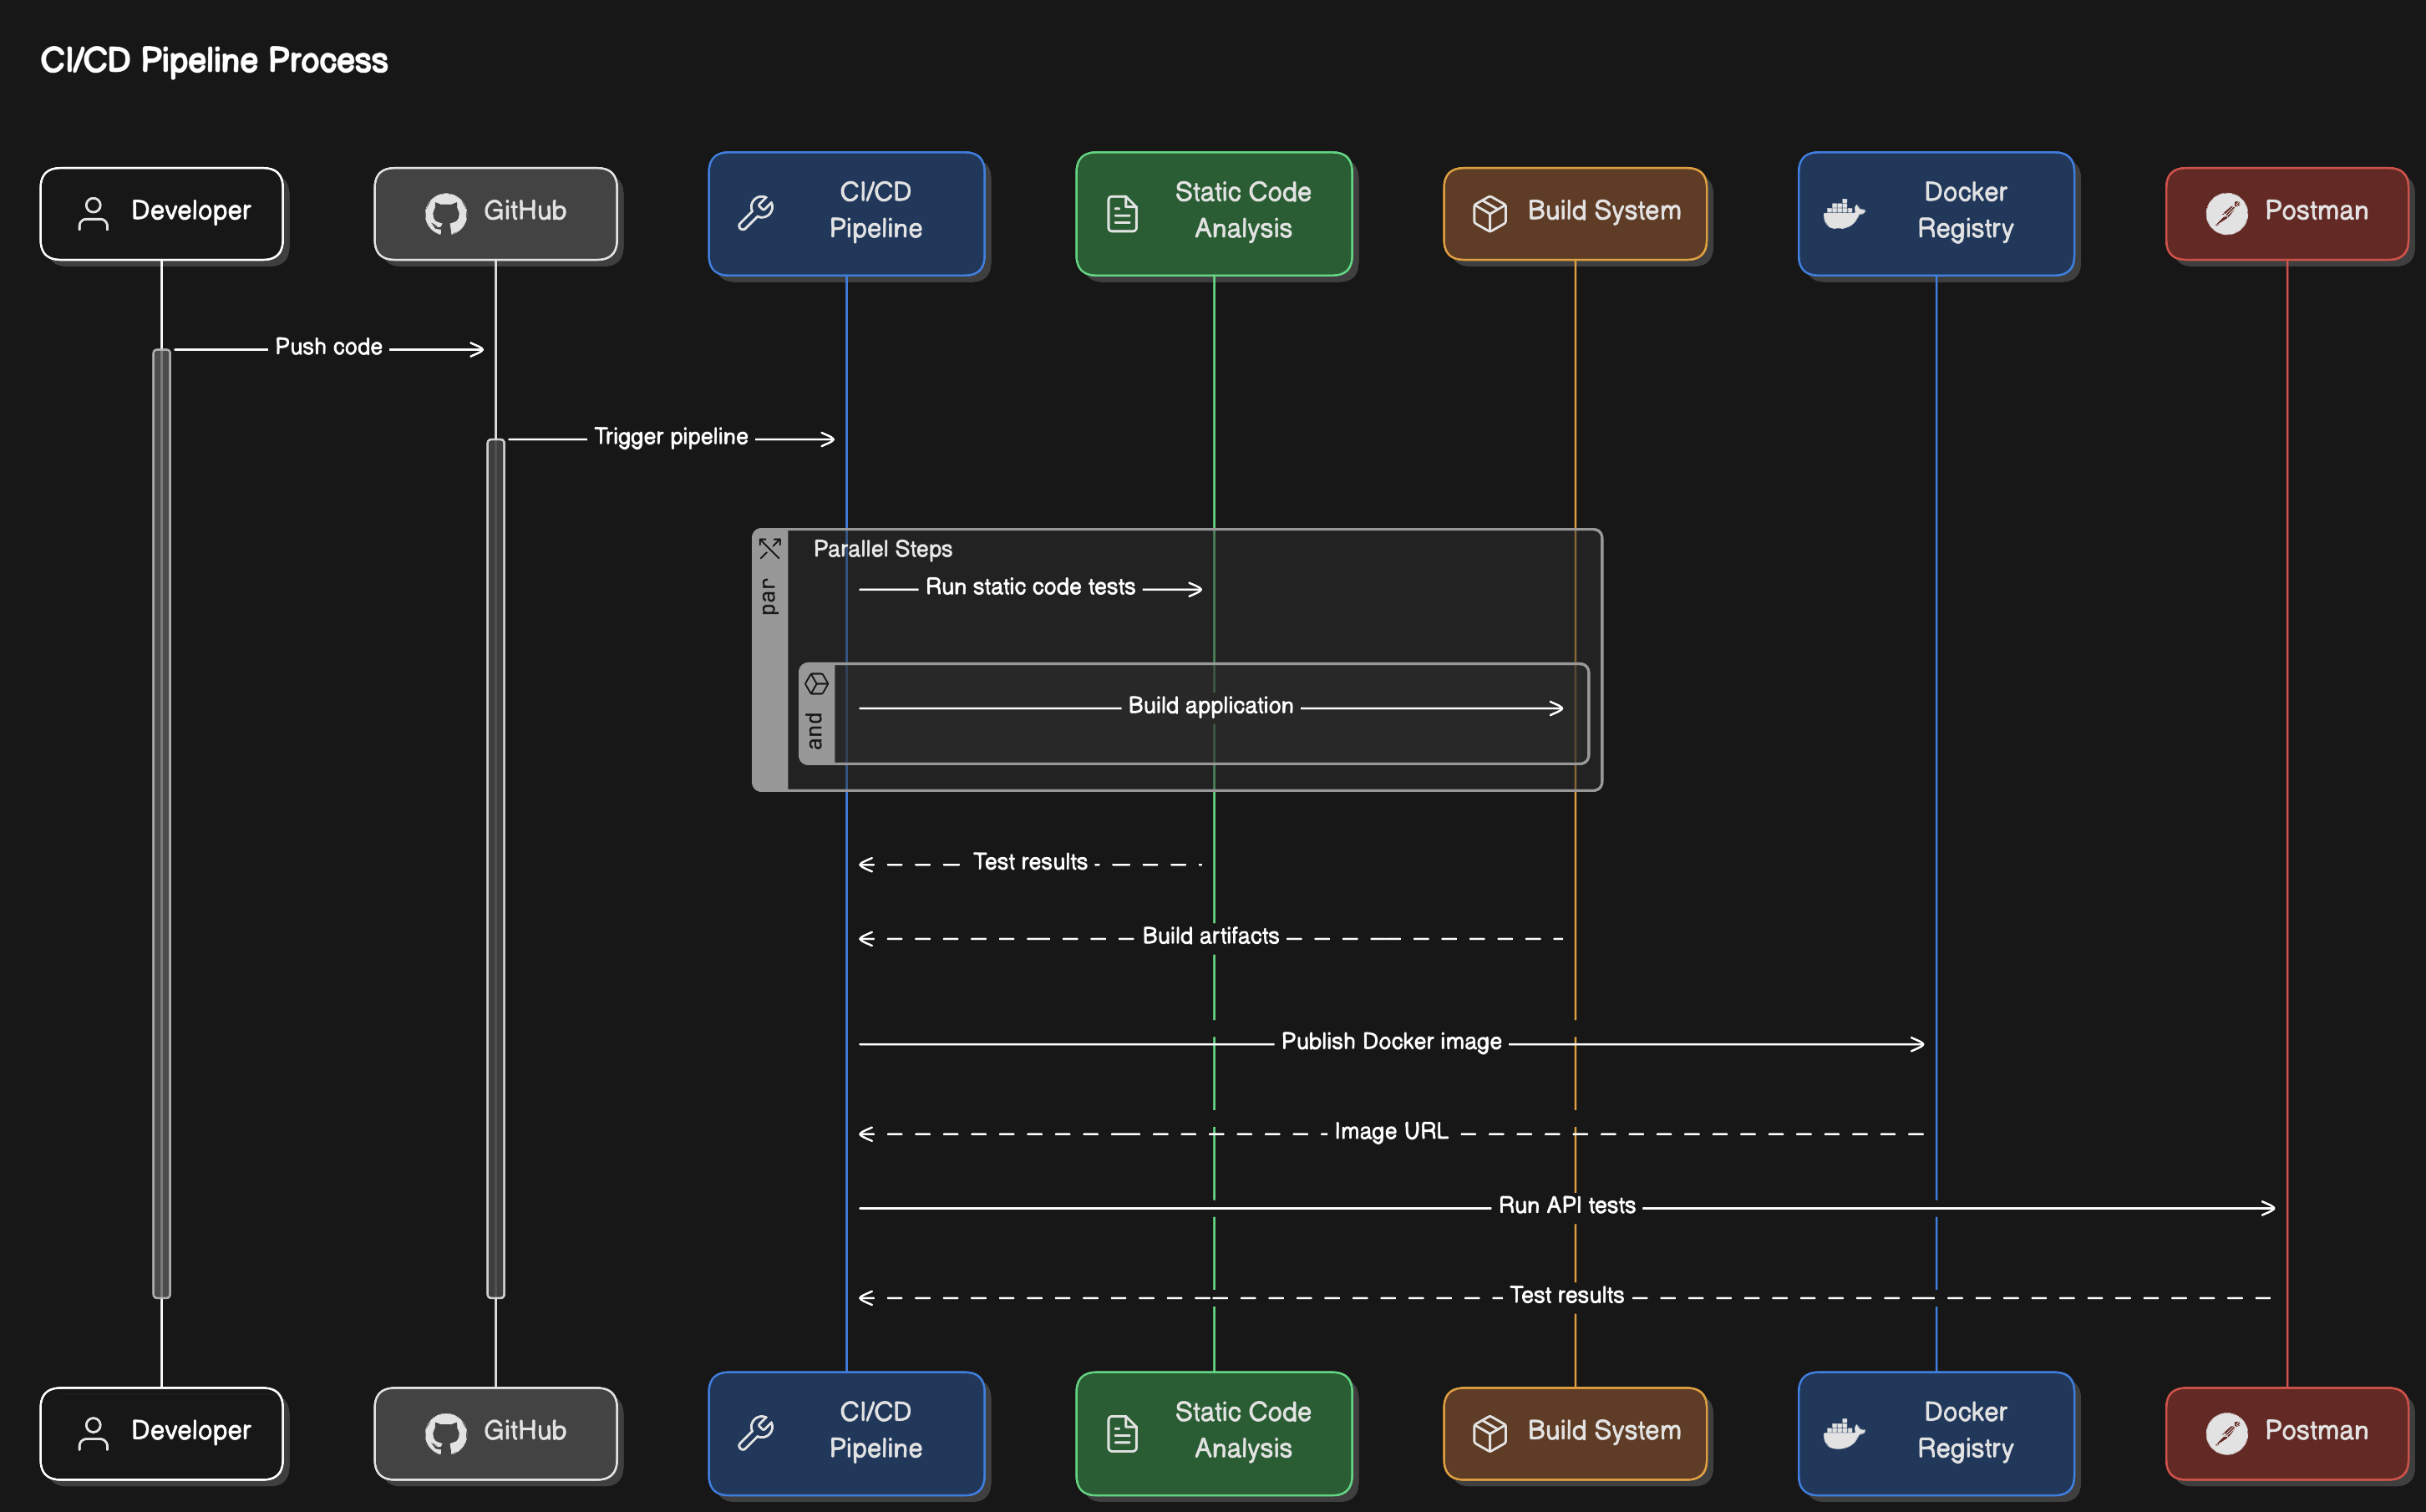 CI/CD Pipeline Process
Developer
GitHub
CI/CD
Pipeline
Static Code
Analysis
Build System
Docker
Registry
Postman
Push code
Trigger pipeline
par
Parallel Steps
Run static code tests
and
Build application
Test results
Build artifacts
Publish Docker image
Image URL
Run API tests
Test results
Developer
GitHub
CI/CD
Pipeline
Static Code
Analysis
Build System
Docker
Registry
Postman